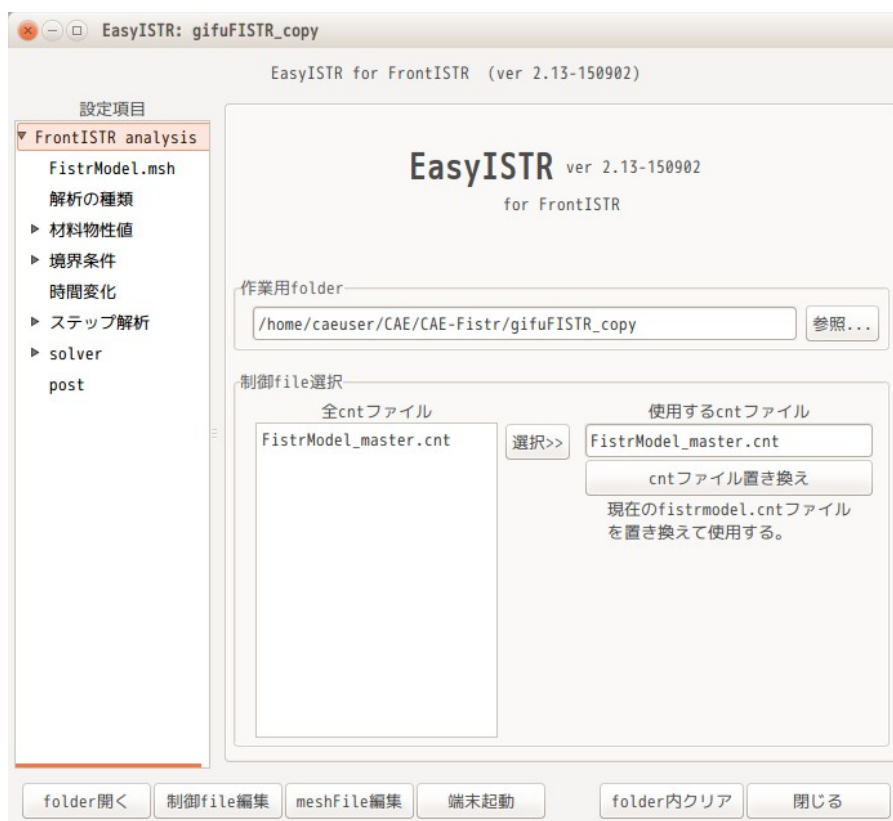 EasyISTR: gifuFISTR_copy
EasyISTR for FrontISTR (ver 2.13-150902)
設定項目
FrontISTR analysis
FistrModel.msh
解析の種類
材料物性値
境界条件
時間変化
ステップ解析
solver
post
EasyISTR ver 2.13-150902
for FrontISTR
作業用folder
/home/caeuser/CAE/CAE-Fistr/gifuFISTR_copy
参照...
制御file選択
全cntファイル
FistrModel_master.cnt
選択>>
使用するcntファイル
FistrModel_master.cnt
cntファイル置き換え
現在のfistrmodel.cntファイル
を置き換えて使用する。
folder開く 制御file編集 meshFile編集 端末起動 folder内クリア 閉じる